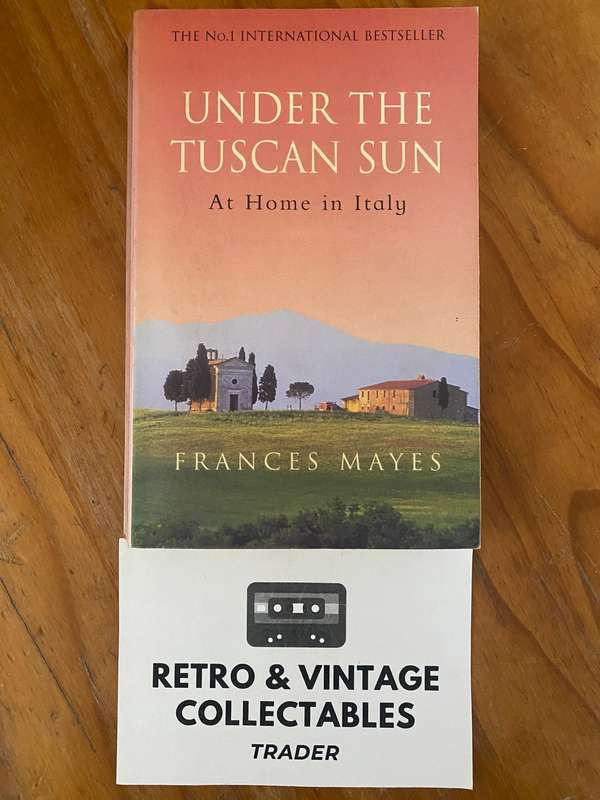 THE NO.1 INTERNATIONAL BESTSELLER
UNDER THE
TUSCAN SUN
At Home in Italy
FRANCES MAYES
RETRO & VINTAGE
COLLECTABLES
TRADER